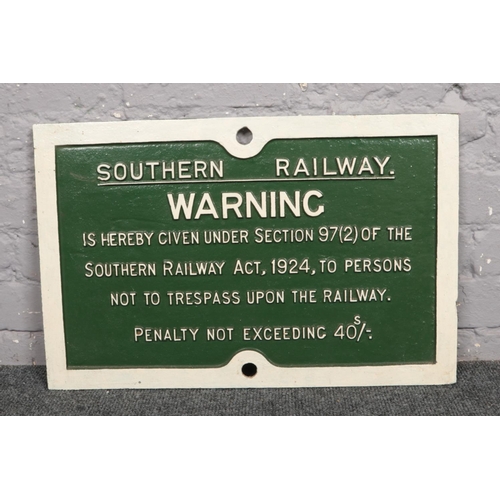 SOUTHERN RAILWAY.
WARNING
IS HEREBY GIVEN UNDER SECTION 97(2) OF THE
SOUTHERN RAILWAY ACT, 1924, TO PERSONS
NOT TO TRESPASS UPON THE RAILWAY.
PENALTY NOT EXCEEDING 40S/-.